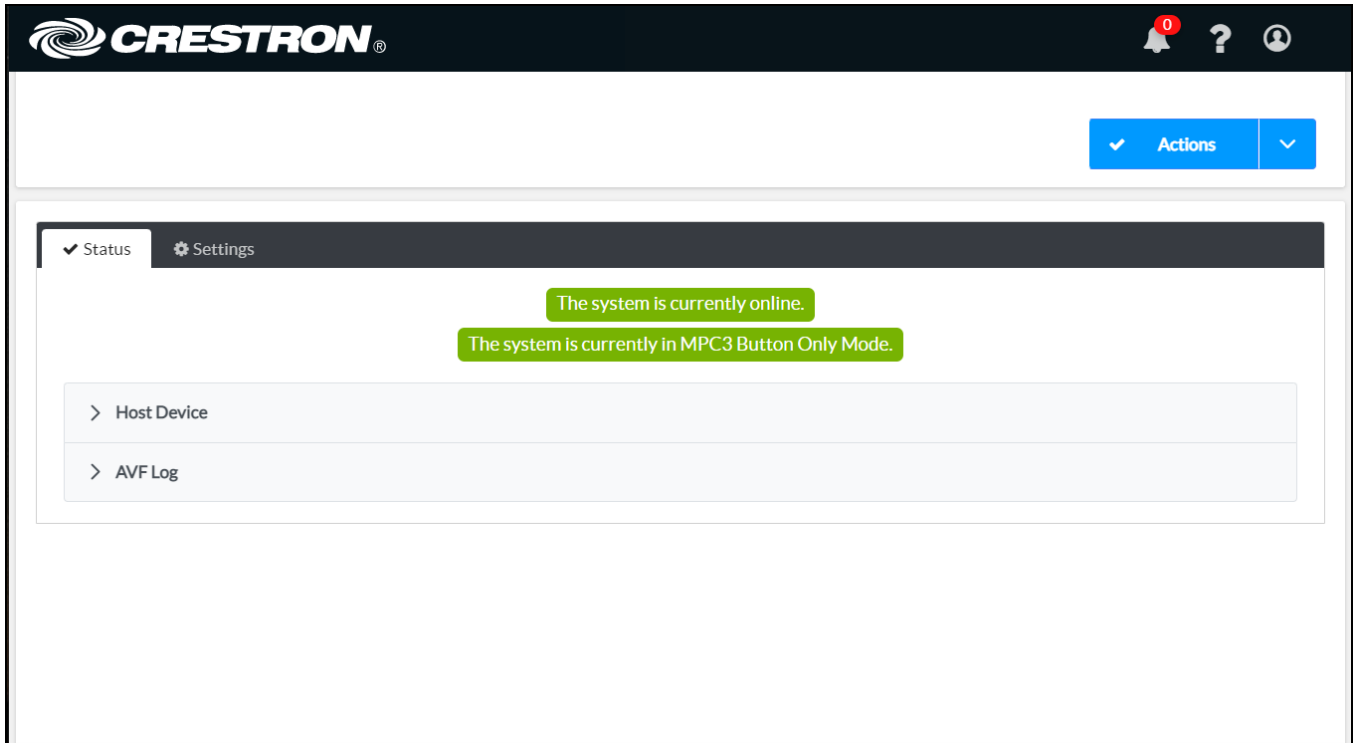 CRESTRON®
0
?
Actions
Status
Settings
The system is currently online.
The system is currently in MPC3 Button Only Mode.
Host Device
AVF Log